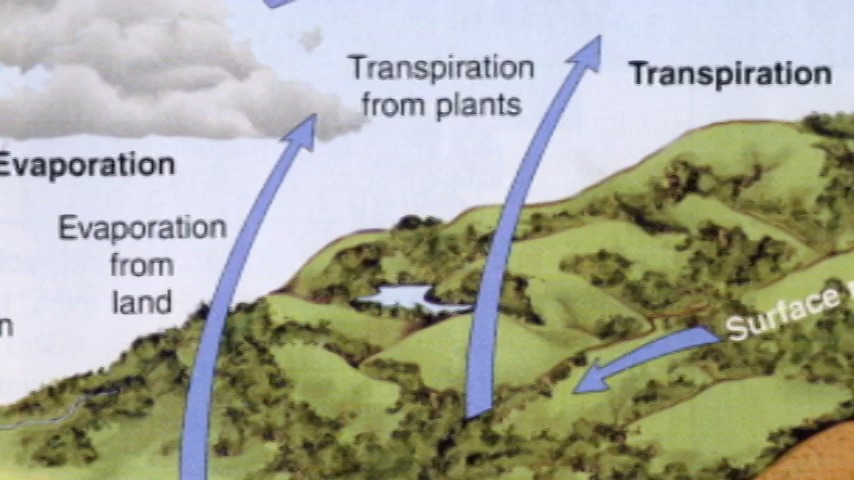 Transpiration
from plants
Transpiration
Evaporation
Evaporation
from
land
n
Surface